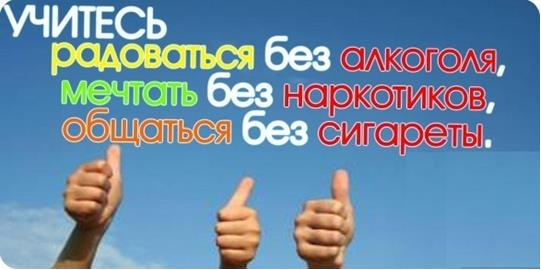 УЧИТЕСЬ
радоваться без алкоголя,
мечтать без наркотиков,
общаться без сигареты.